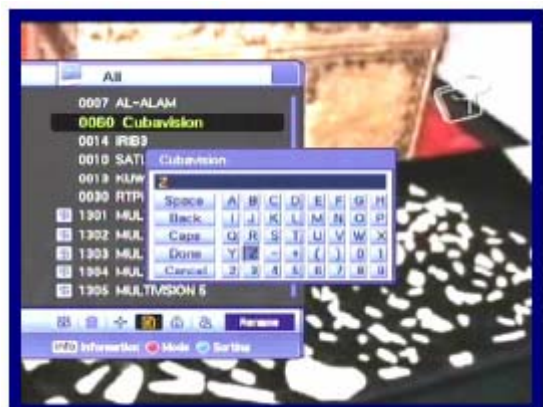 All
0007 AL-ALAM
0060 Cubavision
0014 IRIB3
0010
0013 KUW
0030
1301 MUL
1302 MUL
1303 MUL
1304 MUL
1305 MULTIVISION 5
Cubavision
Z
Space A B C D E F G H
Back I J K L M N O P
Caps Q R S T U V W X
Done Y Z - + ( ) 0 1
Cancel 2 3 4 5 6 7 8 9
Rename
Info Information Mode Sorting